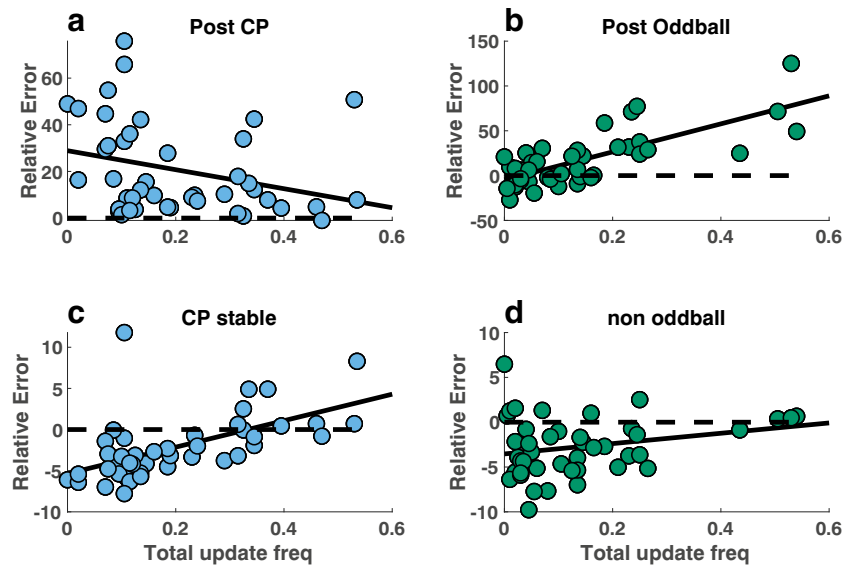 a
Post CP
Relative Error
60
40
20
0
0
0.2
0.4
0.6
b
Post Oddball
Relative Error
150
100
50
0
-50
0
0.2
0.4
0.6
c
CP stable
Relative Error
10
5
0
-5
-10
0
0.2
0.4
0.6
Total update freq
d
non oddball
Relative Error
10
5
0
-5
-10
0
0.2
0.4
0.6
Total update freq